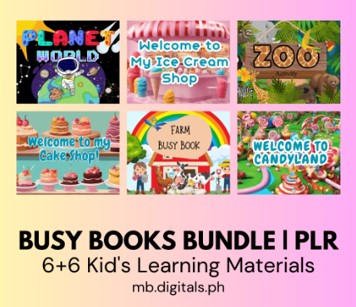 PLANET
WORLD
Welcome to
My Ice Cream
Shop
ZOO
Welcome to my
Cake Shop!
FARM
BUSY BOOK
WELCOME TO
CANDYLAND
BUSY BOOKS BUNDLE | PLR
6+6 Kid's Learning Materials
mb.digitals.ph